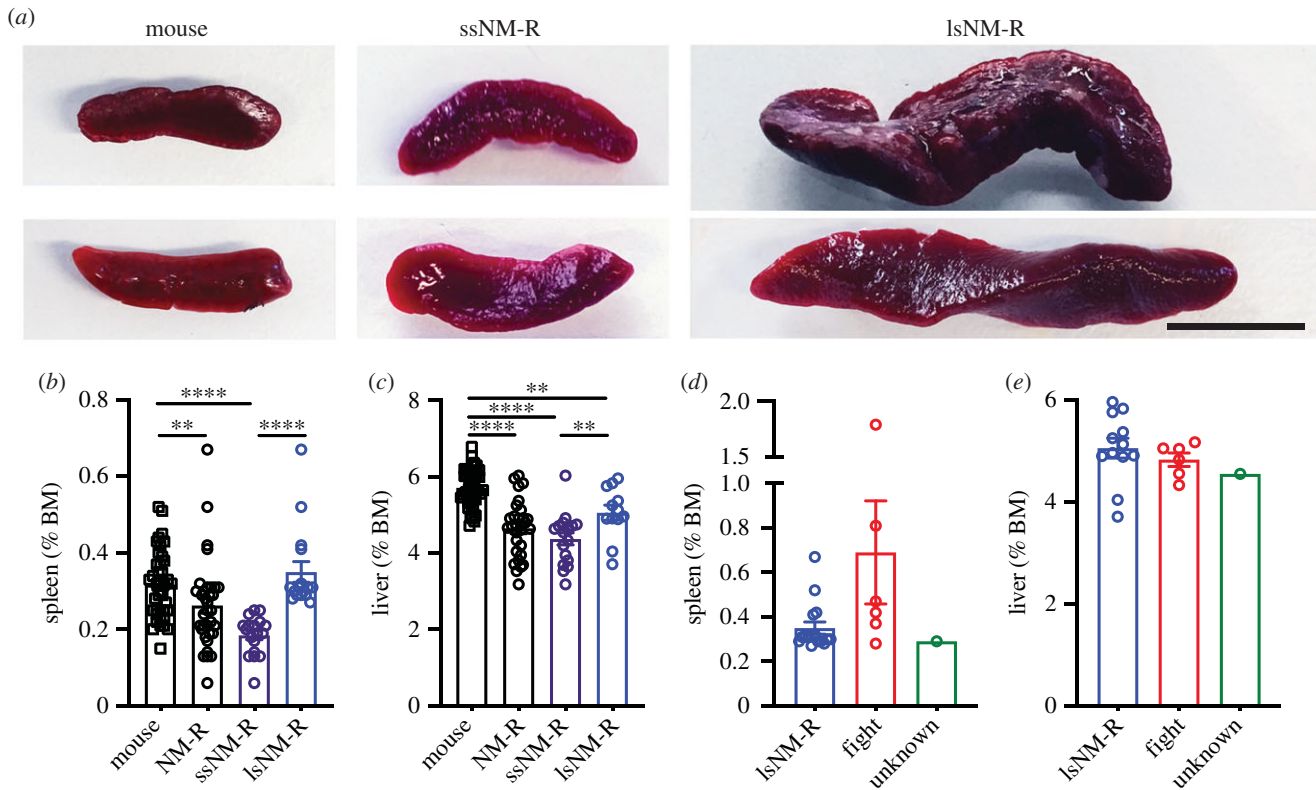 (a)
mouse
ssNM-R
lsNM-R
(b)
(c)
(d)
(e)
spleen (% BM)
0.8
0.6
0.4
0.2
0
****
**
****
mouse
NM-R
ssNM-R
lsNM-R
liver (% BM)
8
6
4
2
0
**
****
****
**
mouse
NM-R
ssNM-R
lsNM-R
spleen (% BM)
2.0
1.5
1.0
0.8
0.6
0.4
0.2
0
lsNM-R
fight
unknown
liver (% BM)
6
4
2
0
lsNM-R
fight
unknown